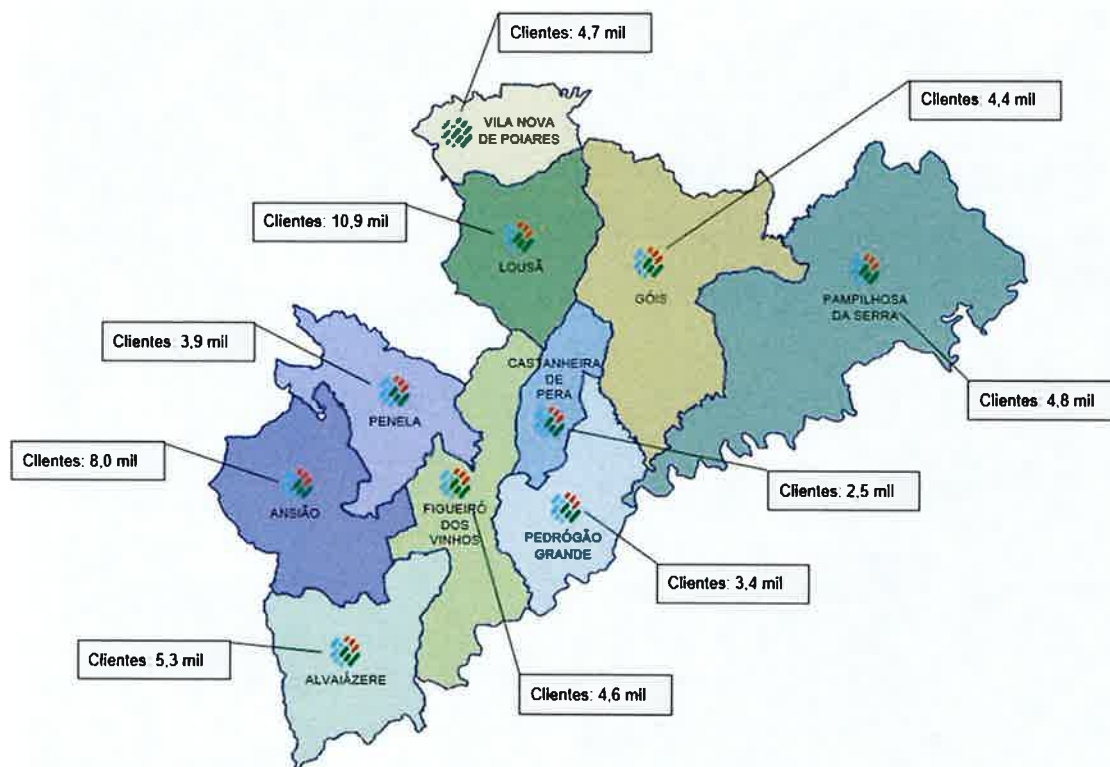 Clientes: 4,7 mil
VILA NOVA
DE POIARES
Clientes: 4,4 mil
Clientes: 10,9 mil
LOUSÃ
GÓIS
PAMPILHOSA
DA SERRA
Clientes: 3,9 mil
CASTANHEIRA
DE
PERA
PENELA
Clientes: 4,8 mil
Clientes: 8,0 mil
ANSIÃO
FIGUEIRÓ
DOS
VINHOS
Clientes: 2,5 mil
PEDRÓGÃO
GRANDE
Clientes: 3,4 mil
Clientes: 5,3 mil
ALVAIÁZERE
Clientes: 4,6 mil